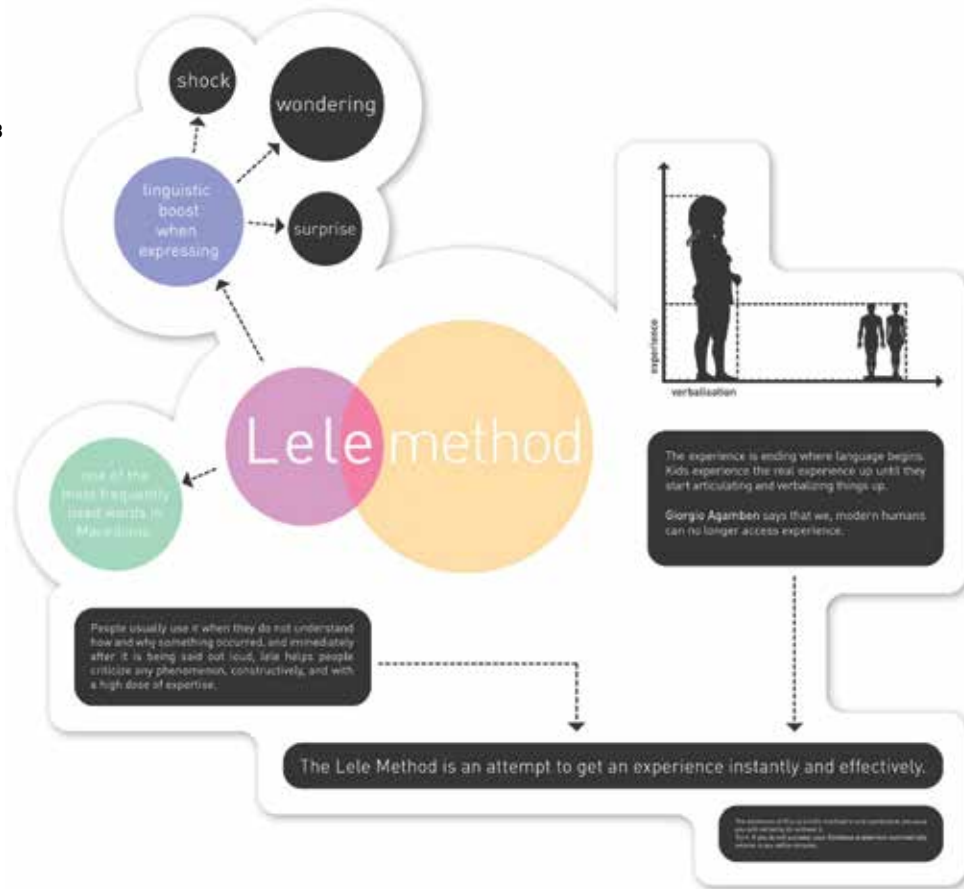 shock
wondering
linguistic
boost
when
expressing
surprise
experience
verbalisation
Lele method
one of the
most frequently
used words in
Macedonia.
The experience is ending where language begins.
Kids experience the real experience up until they
start articulating and verbalizing things up.
Giorgio Agamben says that we, modern humans
can no longer access experience.
People usually use it when they do not understand
how and why something occurred, and immediately
after it is being said out loud, lele helps people
criticize any phenomenon, constructively, and with
a high dose of expertise.
The Lele Method is an attempt to get an experience instantly and effectively.